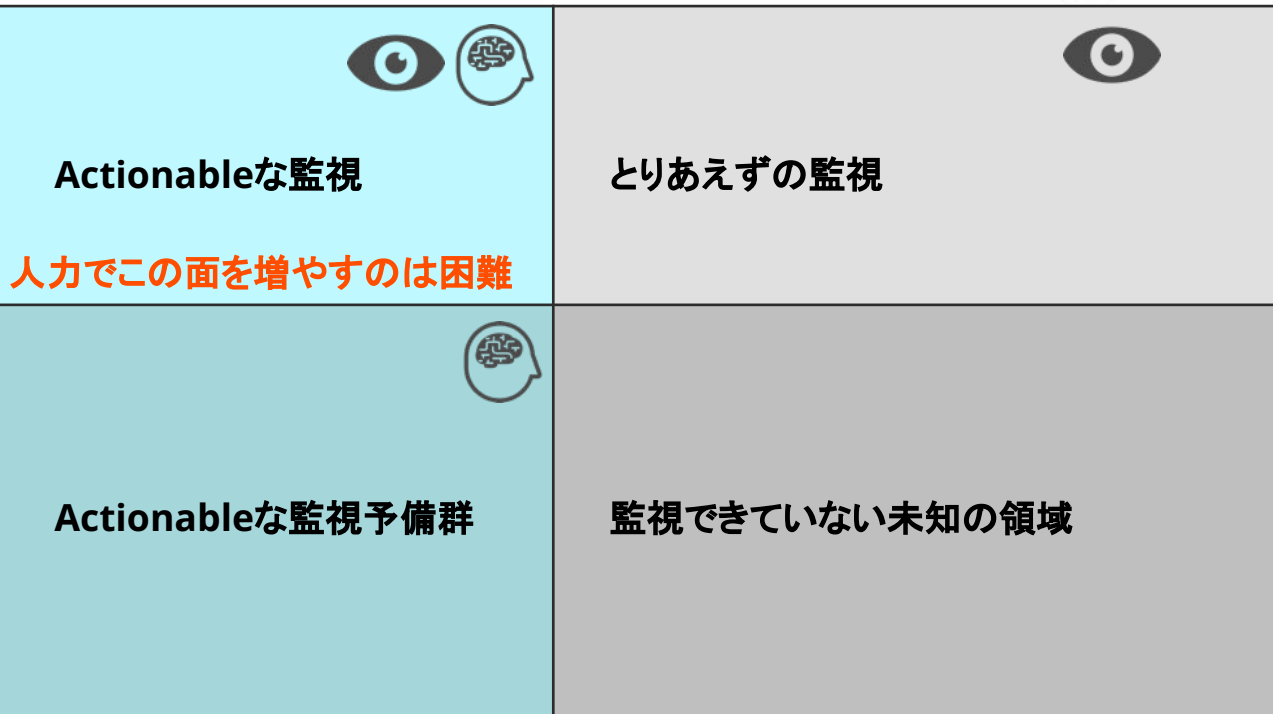 Actionableな監視
とりあえずの監視
人力でこの面を増やすのは困難
Actionableな監視予備群
監視できていない未知の領域